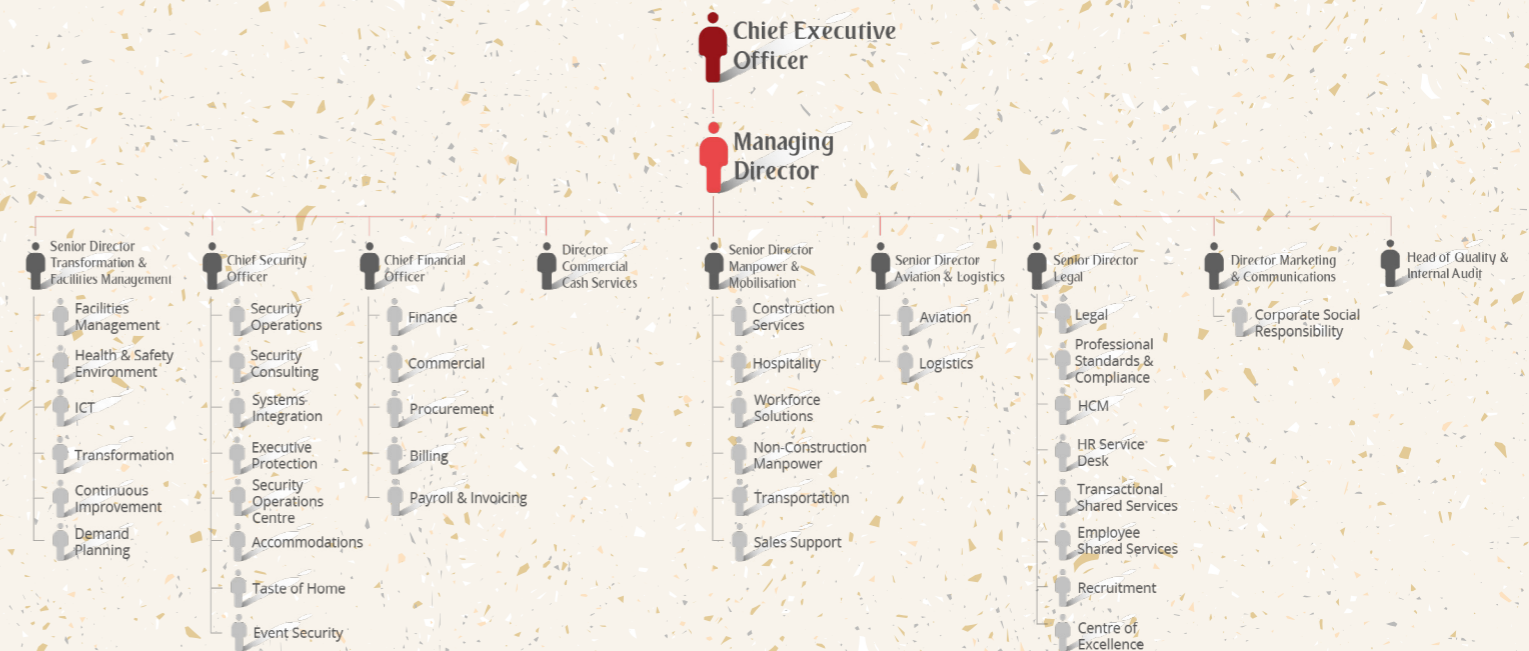 Chief Executive
Officer
Managing
Director
Senior Director
Transformation &
Facilities Management
Facilities
Management
Health & Safety
Environment
ICT
Transformation
Continuous
Improvement
Demand
Planning
Chief Security
Officer
Security
Operations
Security
Consulting
Systems
Integration
Executive
Protection
Security
Operations
Centre
Accommodations
Taste of Home
Event Security
Chief Financial
Officer
Finance
Commercial
Procurement
Billing
Payroll & Invoicing
Director
Commercial
Cash Services
Senior Director
Manpower &
Mobilisation
Construction
Services
Hospitality
Workforce
Solutions
Non-Construction
Manpower
Transportation
Sales Support
Senior Director
Aviation & Logistics
Aviation
Logistics
Senior Director
Legal
Legal
Professional
Standards &
Compliance
HCM
HR Service
Desk
Transactional
Shared Services
Employee
Shared Services
Recruitment
Centre of
Excellence
Director Marketing
& Communications
Corporate Social
Responsibility
Head of Quality &
Internal Audit